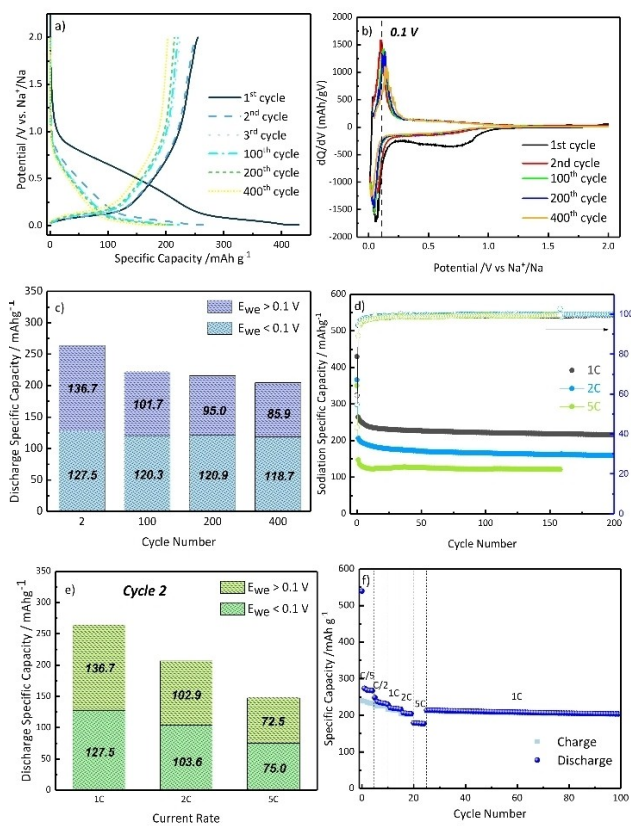 a)
Potential /V vs. Na+/Na
2.0
1.5
1.0
0.5
0.0
1st cycle
2nd cycle
3rd cycle
100th cycle
200th cycle
400th cycle
0 100 200 300 400
Specific Capacity /mAh g-1
b)
0.1 V
dQ/dV (mAh/gV)
2000
1500
1000
500
0
-500
-1000
-1500
-2000
1st cycle
2nd cycle
100th cycle
200th cycle
400th cycle
0.0 0.5 1.0 1.5 2.0
Potential /V vs Na+/Na
c)
Discharge Specific Capacity / mAhg-1
350
300
250
200
150
100
50
0
Ewe > 0.1 V
Ewe < 0.1 V
136.7 101.7 95.0 85.9
127.5 120.3 120.9 118.7
2 100 200 400
Cycle Number
d)
Sodiation Specific Capacity / mAhg-1
600
500
400
300
200
100
0
1C
2C
5C
100
80
60
40
20
0
0 50 100 150 200
Cycle Number
e)
Cycle 2
Discharge Specific Capacity / mAhg-1
350
300
250
200
150
100
50
0
Ewe > 0.1 V
Ewe < 0.1 V
136.7 102.9 72.5
127.5 103.6 75.0
1C 2C 5C
Current Rate
f)
Specific Capacity /mAh g-1
600
500
400
300
200
100
0
C/5 C/2 1C 2C 5C 1C
Charge
Discharge
0 20 40 60 80 100
Cycle Number